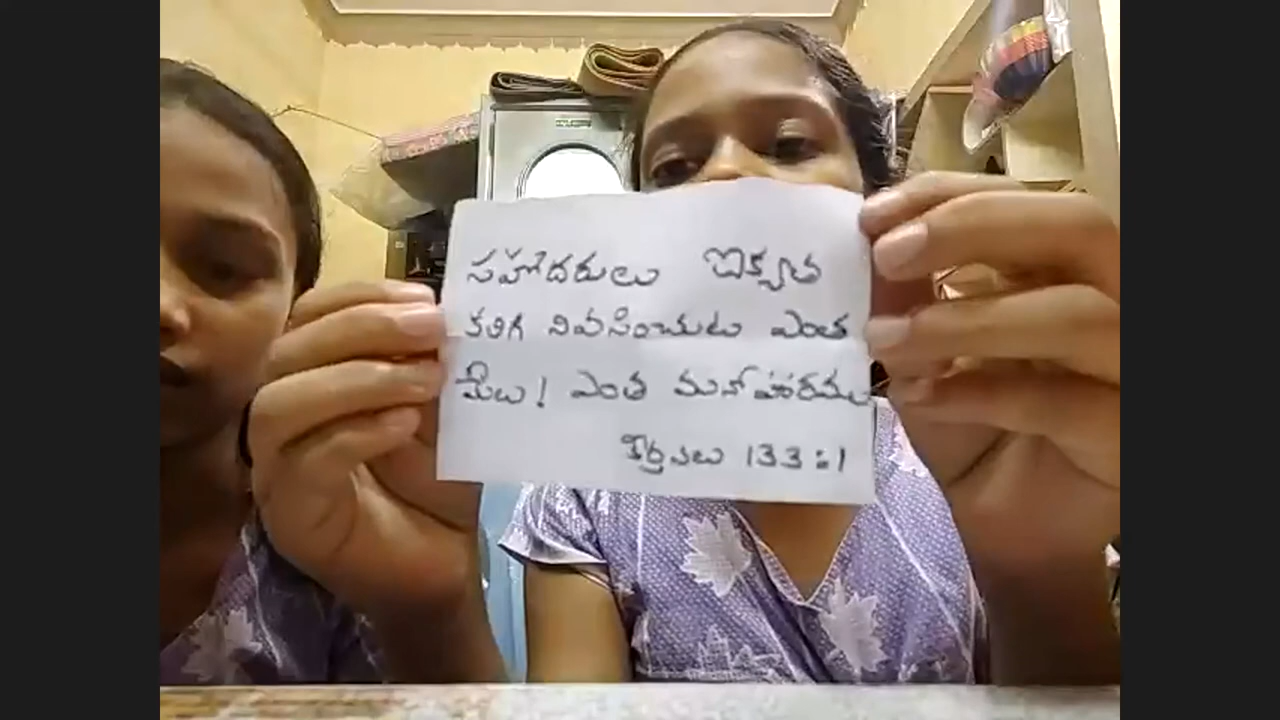 సహోదరులు ఐక్యత
కలిగి నివసించుట ఎంత
మేలు! ఎంత మనోహరము
కీర్తనలు 133:1